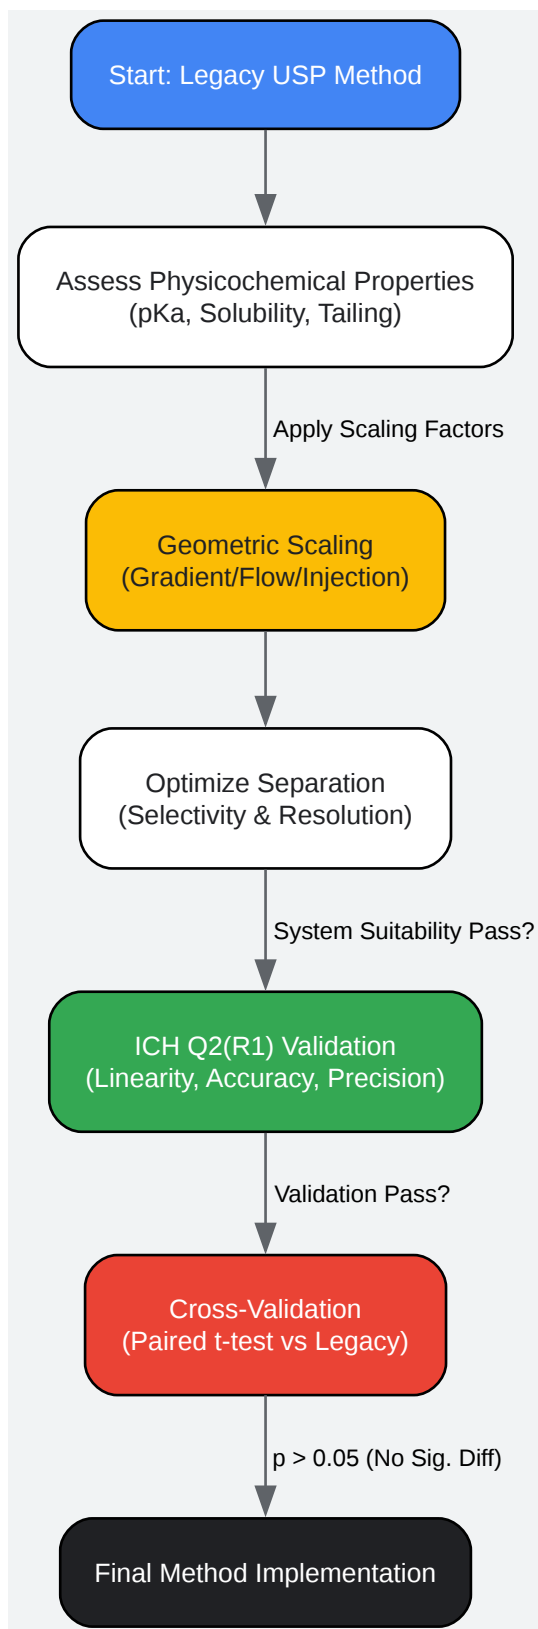 Start: Legacy USP Method
Assess Physicochemical Properties
(pKa, Solubility, Tailing)
Apply Scaling Factors
Geometric Scaling
(Gradient/Flow/Injection)
Optimize Separation
(Selectivity & Resolution)
System Suitability Pass?
ICH Q2(R1) Validation
(Linearity, Accuracy, Precision)
Validation Pass?
Cross-Validation
(Paired t-test vs Legacy)
p > 0.05 (No Sig. Diff)
Final Method Implementation